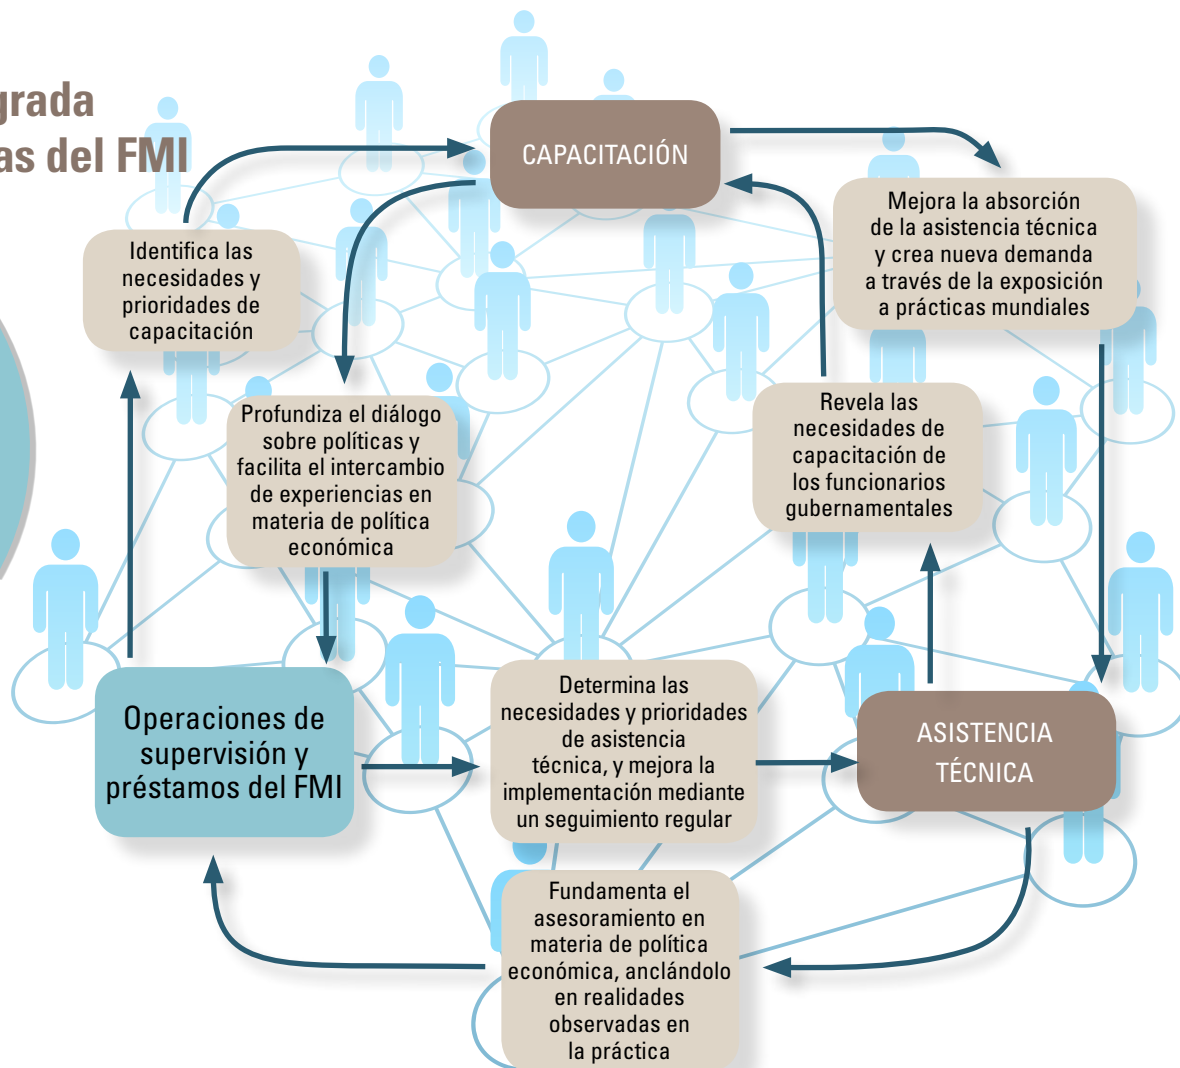 grada
as del FMI
CAPACITACIÓN
Mejora la absorción
de la asistencia técnica
y crea nueva demanda
a través de la exposición
a prácticas mundiales
Identifica las
necesidades y
prioridades de
capacitación
Profundiza el diálogo
sobre políticas y
facilita el intercambio
de experiencias en
materia de política
económica
Revela las
necesidades de
capacitación de
los funcionarios
gubernamentales
Operaciones de
supervisión y
préstamos del FMI
Determina las
necesidades y prioridades
de asistencia
técnica, y mejora la
implementación mediante
un seguimiento regular
ASISTENCIA
TÉCNICA
Fundamenta el
asesoramiento en
materia de política
económica, anclándolo
en realidades
observadas en
la práctica